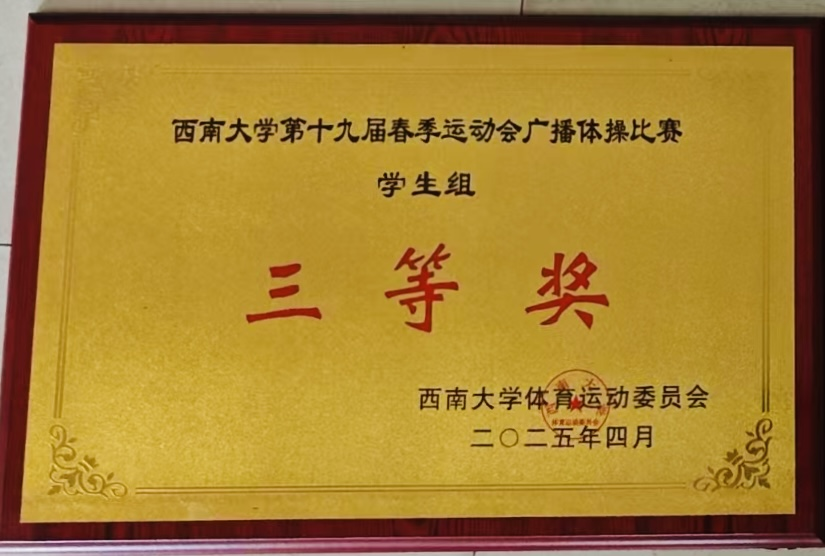 西南大学第十九届春季运动会广播体操比赛
学生组
三等奖
西南大学体育运动委员会
二〇二五年四月